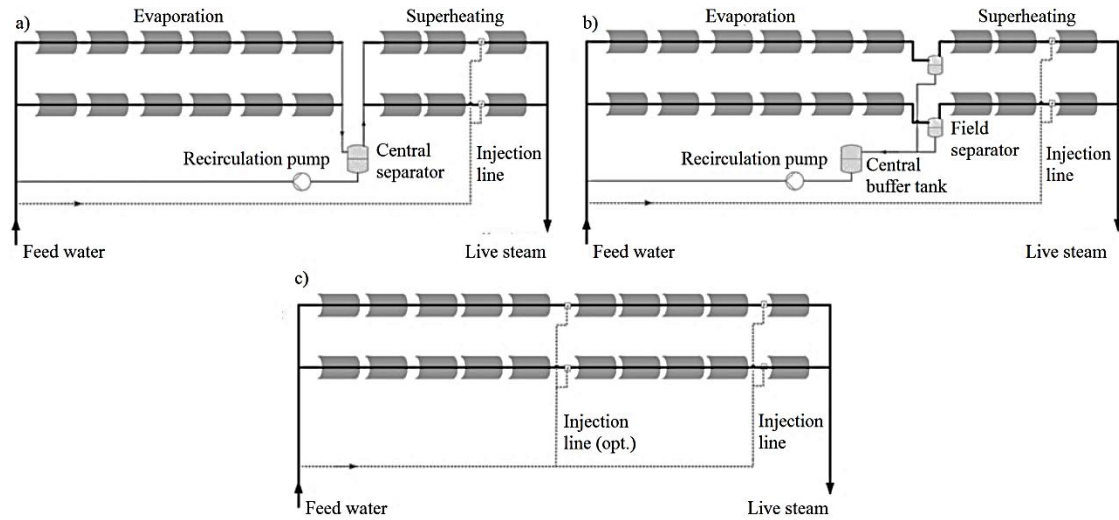 a)
Evaporation
Superheating
Recirculation pump
Central
separator
Injection
line
Feed water
Live steam
b)
Evaporation
Superheating
Field
separator
Recirculation pump
Central
buffer tank
Injection
line
Feed water
Live steam
c)
Injection
line (opt.)
Injection
line
Feed water
Live steam